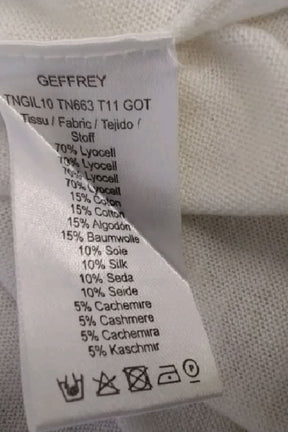 GEFFREY
TNGIL10 TN663 T11 GOT
Tissu / Fabric / Tejido /
Stoff
70% Lyocell
70% Lyocell
70% Lyocell
70% Lyocell
15% Coton
15% Cotton
15% Algodón
15% Baumwolle
10% Soie
10% Silk
10% Seda
10% Seide
5% Cachemire
5% Cashmere
5% Cachemira
5% Kaschmir